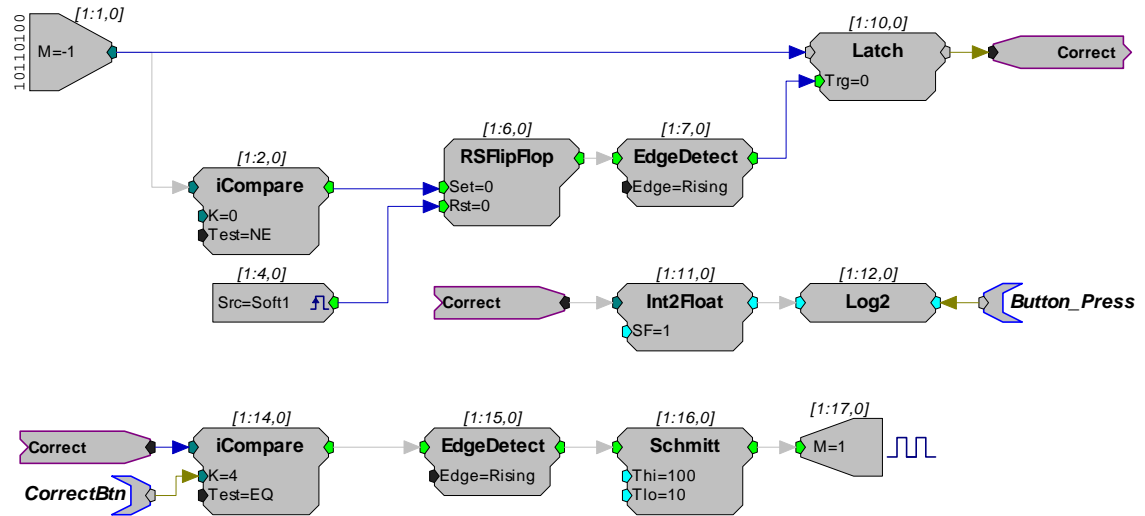 [1:1,0]
10110100
M=-1
[1:10,0]
Latch
Trg=0
Correct
[1:6,0]
RSFlipFlop
Set=0
Rst=0
[1:7,0]
EdgeDetect
Edge=Rising
[1:2,0]
iCompare
K=0
Test=NE
[1:4,0]
Src=Soft1
Correct
[1:11,0]
Int2Float
SF=1
[1:12,0]
Log2
Button_Press
Correct
CorrectBtn
[1:14,0]
iCompare
K=4
Test=EQ
[1:15,0]
EdgeDetect
Edge=Rising
[1:16,0]
Schmitt
Thi=100
Tlo=10
[1:17,0]
M=1